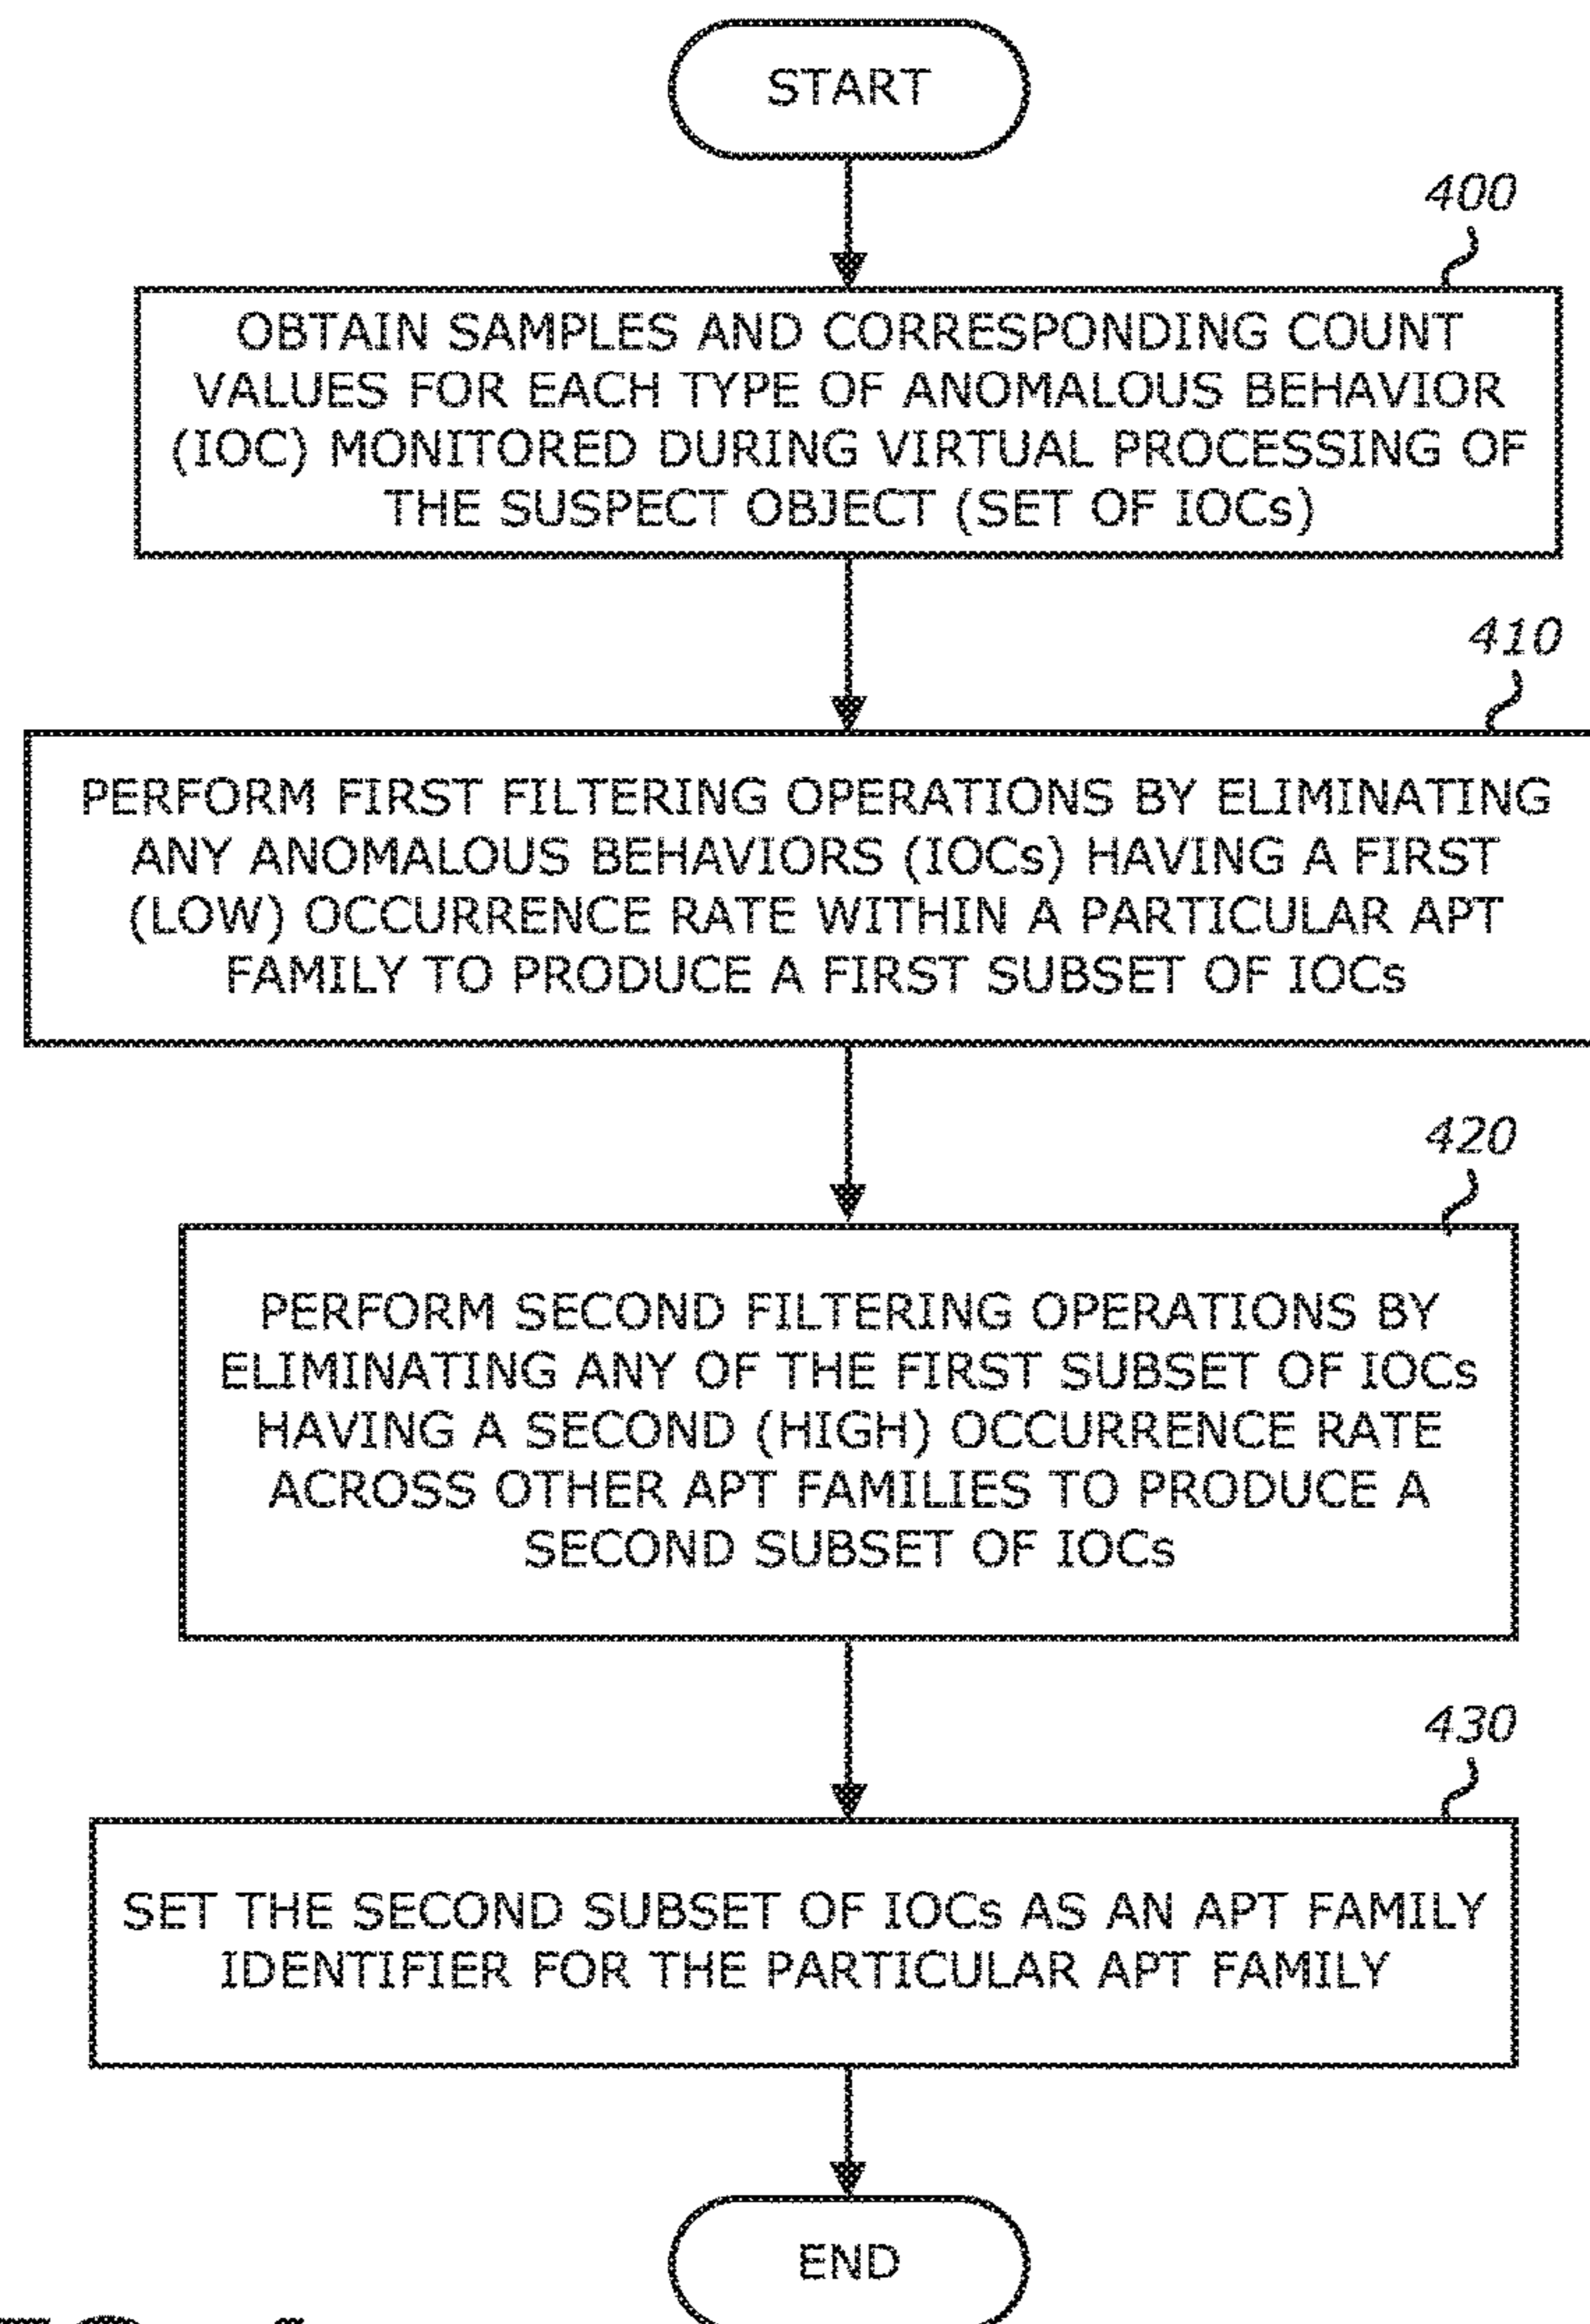 START
400
OBTAIN SAMPLES AND CORRESPONDING COUNT
VALUES FOR EACH TYPE OF ANOMALOUS BEHAVIOR
(IOC) MONITORED DURING VIRTUAL PROCESSING OF
THE SUSPECT OBJECT (SET OF IOCs)
410
PERFORM FIRST FILTERING OPERATIONS BY ELIMINATING
ANY ANOMALOUS BEHAVIORS (IOCs) HAVING A FIRST
(LOW) OCCURRENCE RATE WITHIN A PARTICULAR APT
FAMILY TO PRODUCE A FIRST SUBSET OF IOCs
420
PERFORM SECOND FILTERING OPERATIONS BY
ELIMINATING ANY OF THE FIRST SUBSET OF IOCs
HAVING A SECOND (HIGH) OCCURRENCE RATE
ACROSS OTHER APT FAMILIES TO PRODUCE A
SECOND SUBSET OF IOCs
430
SET THE SECOND SUBSET OF IOCs AS AN APT FAMILY
IDENTIFIER FOR THE PARTICULAR APT FAMILY
END